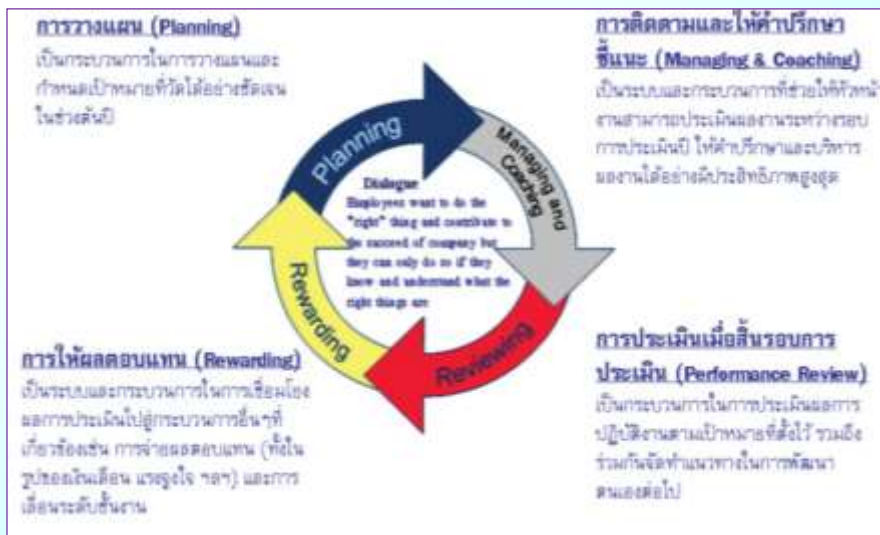 การวางแผน (Planning)
เป็นกระบวนการในการวางแผนและ
กำหนดเป้าหมายที่วัดได้อย่างชัดเจน
ในช่วงต้นปี
การติดตามและให้คำปรึกษา
ชี้แนะ (Managing & Coaching)
เป็นระบบและกระบวนการที่ช่วยให้หัวหน้า
งานสามารถประเมินผลงานระหว่างรอบ
การประเมินปี ให้คำปรึกษาและบริหาร
ผลงานได้อย่างมีประสิทธิภาพสูงสุด
Planning
Managing and
Coaching
Dialogue
Employees want to do the
"right" thing and contribute to
the succeed of company but
they can only do so if they
know and understand what the
right things are
Rewarding
Reviewing
การให้ผลตอบแทน (Rewarding)
เป็นระบบและกระบวนการในการเชื่อมโยง
ผลการประเมินไปสู่กระบวนการอื่นๆที่
เกี่ยวข้องเช่น การจ่ายผลตอบแทน (ทั้งใน
รูปของเงินเดือน แรงจูงใจ ฯลฯ) และการ
เลื่อนระดับชั้นงาน
การประเมินเมื่อสิ้นรอบการ
ประเมิน (Performance Review)
เป็นกระบวนการในการประเมินผลการ
ปฏิบัติงานตามเป้าหมายที่ตั้งไว้ รวมถึง
ร่วมกันจัดทำแนวทางในการพัฒนา
ตนเองต่อไป